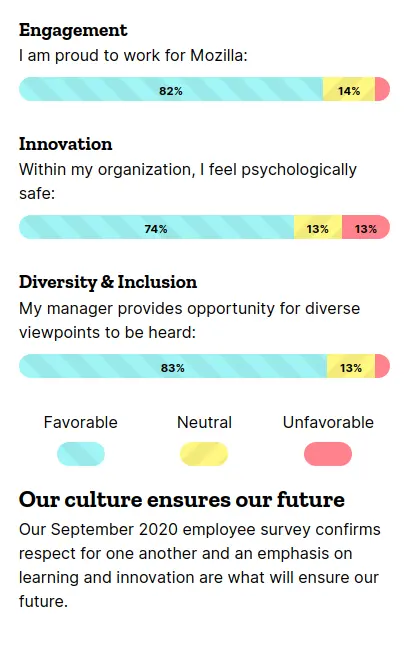 Engagement
I am proud to work for Mozilla:
82% 14%
Innovation
Within my organization, I feel psychologically
safe:
74% 13% 13%
Diversity & Inclusion
My manager provides opportunity for diverse
viewpoints to be heard:
83% 13%
Favorable Neutral Unfavorable
Our culture ensures our future
Our September 2020 employee survey confirms
respect for one another and an emphasis on
learning and innovation are what will ensure our
future.